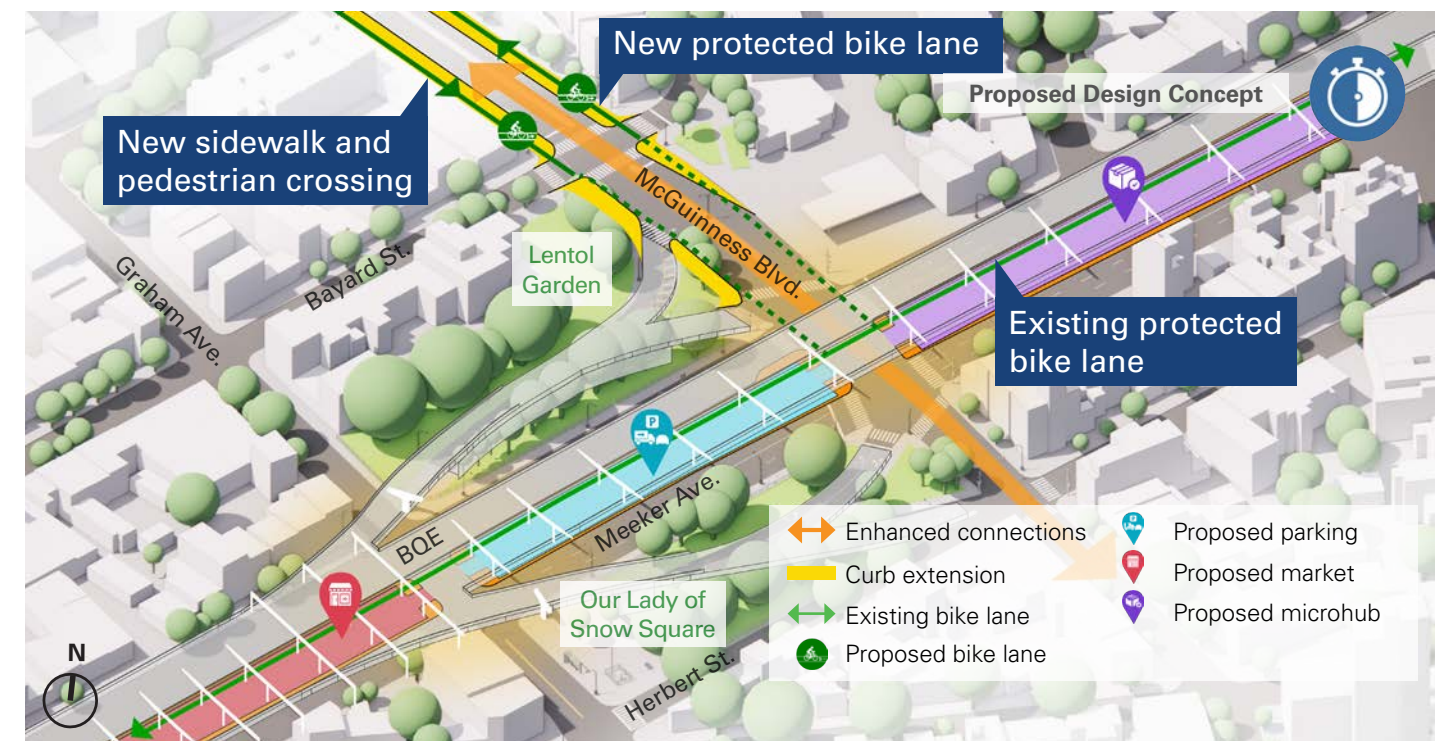 New protected bike lane
Proposed Design Concept
New sidewalk and
pedestrian crossing
McGuinness Blvd.
Lentol
Garden
Bayard St.
Graham Ave.
Existing protected
bike lane
P
BQE
Meeker Ave.
Our Lady of
Snow Square
Herbert St.
N
Enhanced connections
Curb extension
Existing bike lane
Proposed bike lane
P
Proposed parking
Proposed market
Proposed microhub